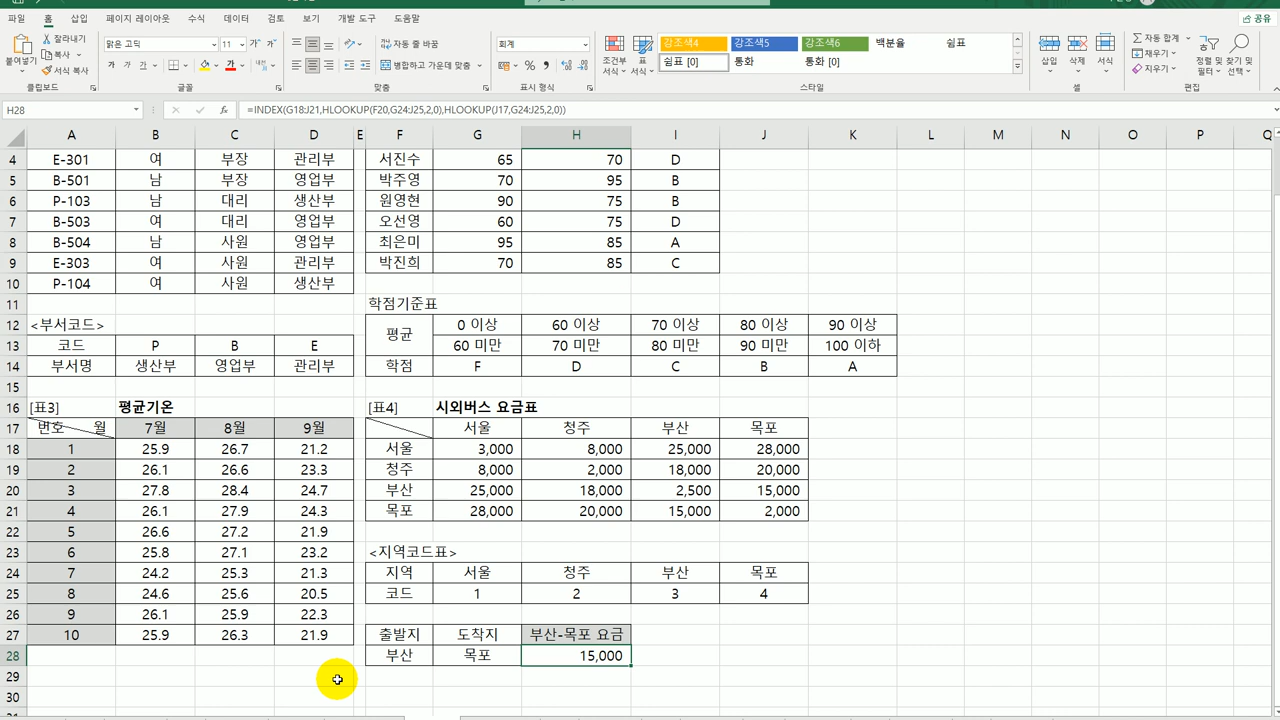 파일 홈 삽입 페이지 레이아웃 수식 데이터 검토 보기 개발 도구 도움말 공유
붙여넣기 잘라내기 복사 서식 복사 클립보드
맑은 고딕 11 가 가 가 가 가 가 글꼴
자동 줄 바꿈 병합하고 가운데 맞춤 맞춤
회계 % 표시 형식
조건부 서식 표 서식 강조색4 강조색5 강조색6 백분율 쉼표
쉼표 [0] 통화 통화 [0] 스타일
삽입 삭제 서식 셀
자동 합계 채우기 지우기 정렬 및 필터 찾기 및 선택 편집
H28 fx =INDEX(G18:J21,HLOOKUP(F20,G24:J25,2,0),HLOOKUP(J17,G24:J25,2,0))
A B C D E F G H I J K L M N O P Q
4 E-301 여 부장 관리부 서진수 65 70 D
5 B-501 남 부장 영업부 박주영 70 95 B
6 P-103 남 대리 생산부 원영현 90 75 B
7 B-503 여 대리 영업부 오선영 60 75 D
8 B-504 남 사원 영업부 최은미 95 85 A
9 E-303 여 사원 관리부 박진희 70 85 C
10 P-104 여 사원 생산부
11 학점기준표
12 <부서코드> 평균 0 이상 60 이상 70 이상 80 이상 90 이상
13 코드 P B E 60 미만 70 미만 80 미만 90 미만 100 이하
14 부서명 생산부 영업부 관리부 학점 F D C B A
15
16 [표3] 평균기온 [표4] 시외버스 요금표
17 번호 월 7월 8월 9월 서울 청주 부산 목포
18 1 25.9 26.7 21.2 서울 3,000 8,000 25,000 28,000
19 2 26.1 26.6 23.3 청주 8,000 2,000 18,000 20,000
20 3 27.8 28.4 24.7 부산 25,000 18,000 2,500 15,000
21 4 26.1 27.9 24.3 목포 28,000 20,000 15,000 2,000
22 5 26.6 27.2 21.9
23 6 25.8 27.1 23.2 <지역코드표>
24 7 24.2 25.3 21.3 지역 서울 청주 부산 목포
25 8 24.6 25.6 20.5 코드 1 2 3 4
26 9 26.1 25.9 22.3
27 10 25.9 26.3 21.9 출발지 도착지 부산-목포 요금
28 부산 목포 15,000
29
30